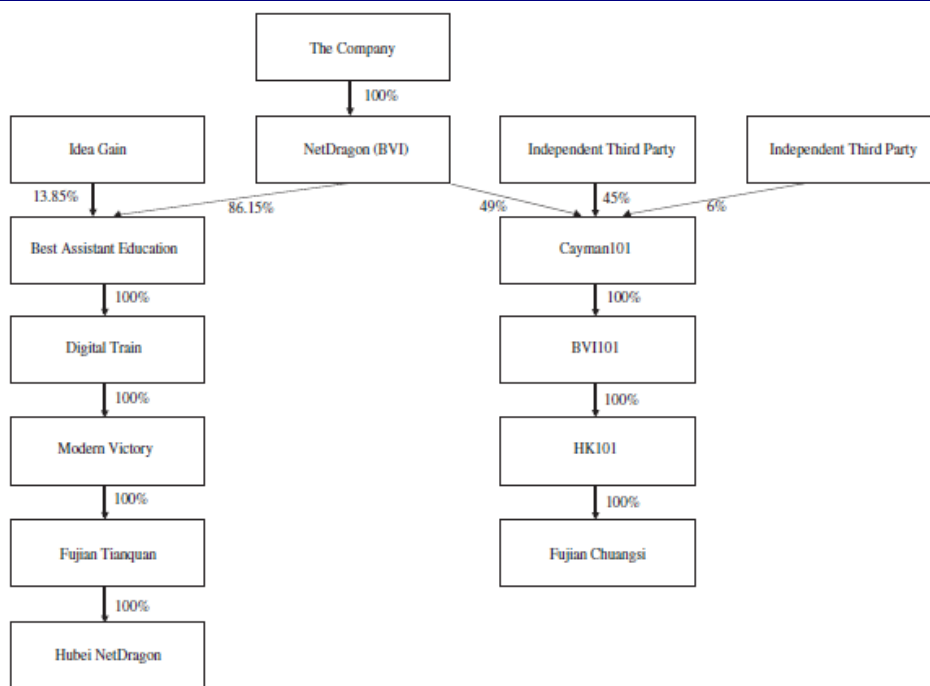 The Company
100%
Idea Gain
NetDragon (BVI)
Independent Third Party
Independent Third Party
13.85%
86.15%
49%
45%
6%
Best Assistant Education
Cayman101
100%
100%
Digital Train
BVI101
100%
100%
Modern Victory
HK101
100%
100%
Fujian Tianquan
Fujian Chuangsi
100%
Hubei NetDragon